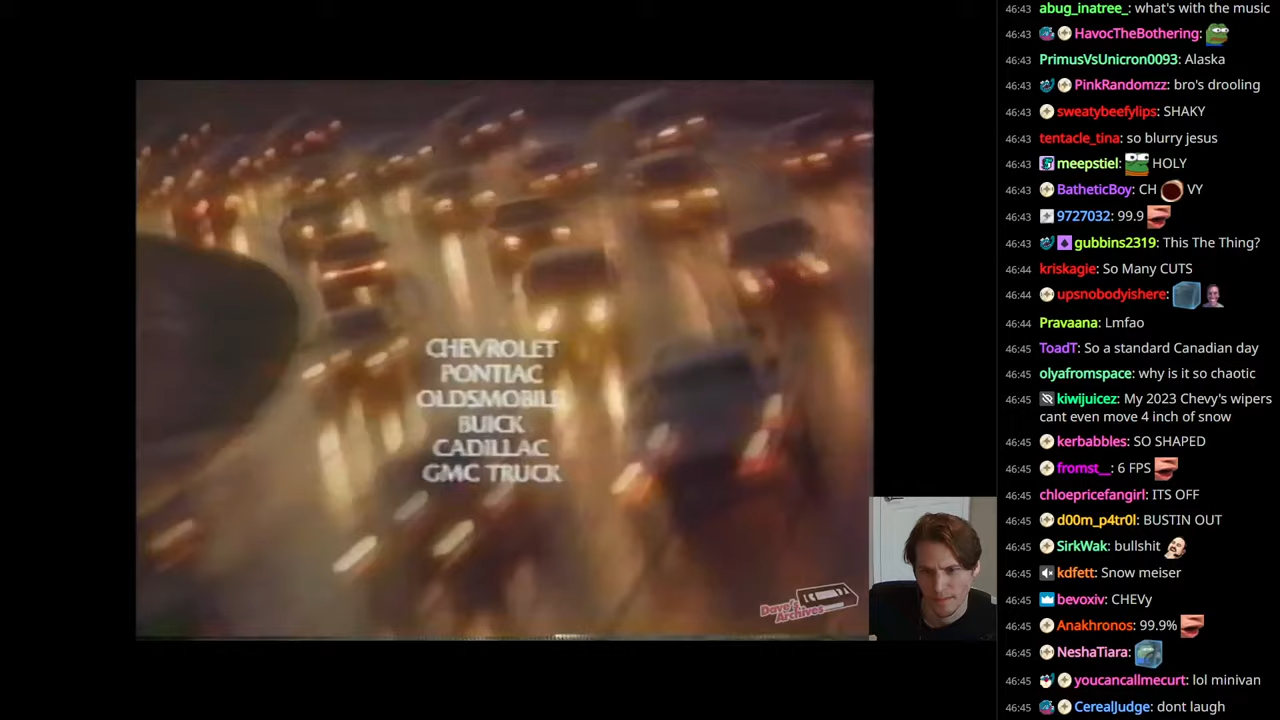 CHEVROLET
PONTIAC
OLDSMOBILE
BUICK
CADILLAC
GMC TRUCK
Dave's
Archives
46:43 abug_inatree_: what's with the music
46:43 HavocTheBothering:
46:43 PrimusVsUnicron0093: Alaska
46:43 PinkRandomzz: bro's drooling
46:43 sweatybeefylips: SHAKY
46:43 tentacle_tina: so blurry jesus
46:43 meepstiel: HOLY
46:43 BatheticBoy: CH VY
46:43 9727032: 99.9
46:43 gubbins2319: This The Thing?
46:44 kriskagie: So Many CUTS
46:44 upsnobodyishere:
46:44 Pravaana: Lmfao
46:45 ToadT: So a standard Canadian day
46:45 olyafromspace: why is it so chaotic
46:45 kiwijuicez: My 2023 Chevy's wipers
cant even move 4 inch of snow
46:45 kerbabbles: SO SHAPED
46:45 fromst__: 6 FPS
46:45 chloepricefangirl: ITS OFF
46:45 d00m_p4tr0l: BUSTIN OUT
46:45 SirkWak: bullshit
46:45 kdfett: Snow meiser
46:45 bevoxiv: CHEVy
46:45 Anakhronos: 99.9%
46:45 NeshaTiara:
46:45 youcancallmecurt: lol minivan
46:45 CerealJudge: dont laugh